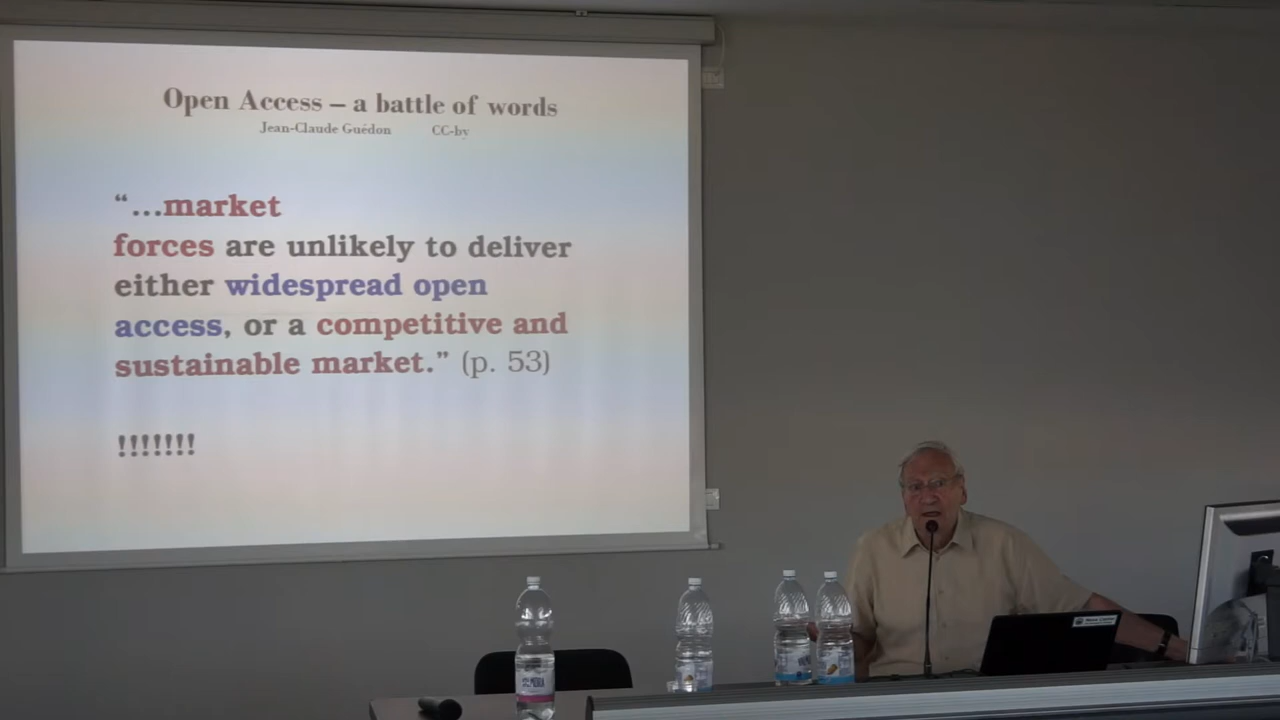 Open Access – a battle of words
Jean-Claude Guédon CC-by
“...market
forces are unlikely to deliver
either widespread open
access, or a competitive and
sustainable market.” (p. 53)
!!!!!!!